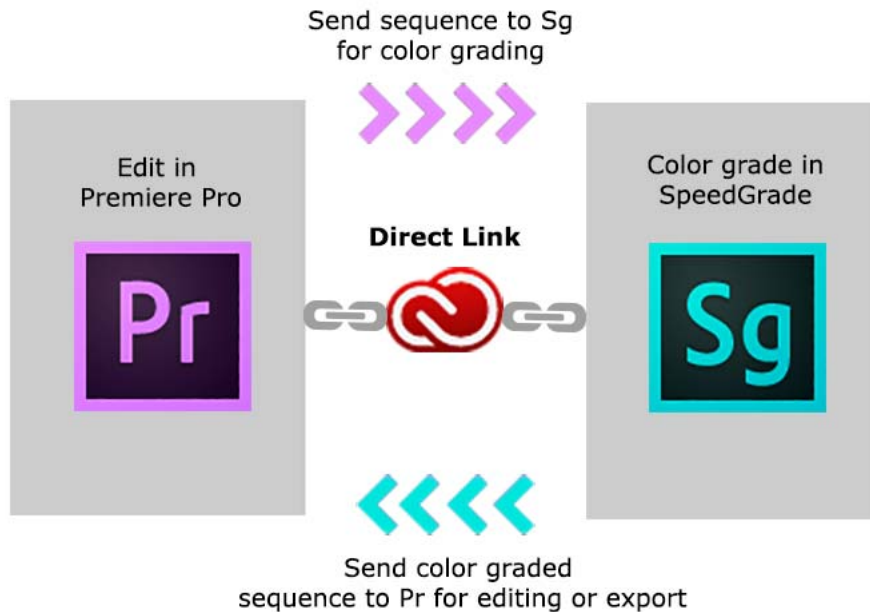 Send sequence to Sg
for color grading
Edit in
Premiere Pro
Pr
Direct Link
Color grade in
SpeedGrade
Sg
Send color graded
sequence to Pr for editing or export